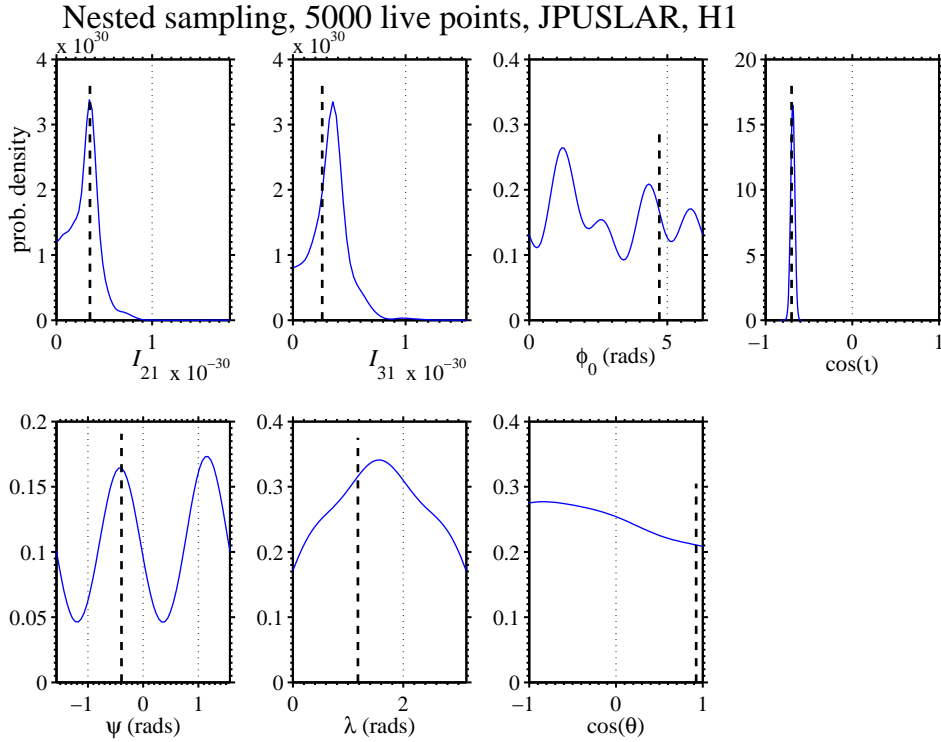 Nested sampling, 5000 live points, JPUSLAR, H1
x 10^30 x 10^30
4 4 0.4 20
3 3 0.3 15
2 2 0.2 10
1 1 0.1 5
0 0 0 0
prob. density
0 1 0 1 0 5 −1 0 1
I_21 x 10^−30 I_31 x 10^−30 ϕ_0 (rads) cos(ι)
0.2 0.4 0.4
0.15 0.3 0.3
0.1 0.2 0.2
0.05 0.1 0.1
0 0 0
−1 0 1 0 2 −1 0 1
ψ (rads) λ (rads) cos(θ)